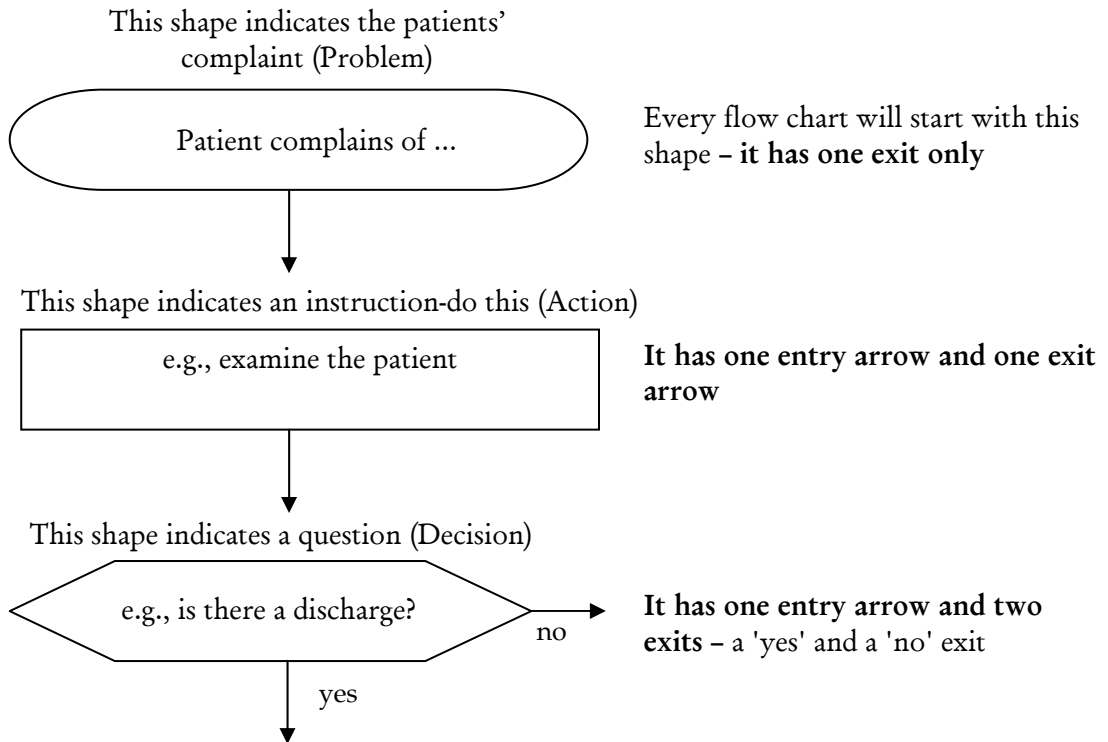 This shape indicates the patients’
complaint (Problem)
Patient complains of ...
Every flow chart will start with this
shape – it has one exit only
This shape indicates an instruction-do this (Action)
e.g., examine the patient
It has one entry arrow and one exit
arrow
This shape indicates a question (Decision)
e.g., is there a discharge?
no
It has one entry arrow and two
exits – a 'yes' and a 'no' exit
yes